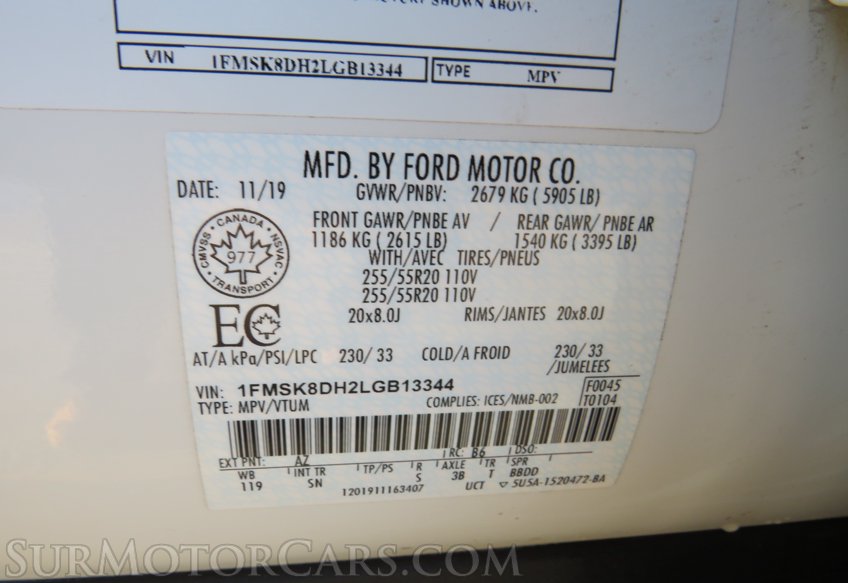 SHOWN ABOVE.
VIN 1FMSK8DH2LGB13344 TYPE MPV
MFD. BY FORD MOTOR CO.
DATE: 11/19 GVWR/PNBV: 2679 KG ( 5905 LB)
FRONT GAWR/PNBE AV / REAR GAWR/ PNBE AR
1186 KG ( 2615 LB) 1540 KG ( 3395 LB)
WITH/AVEC TIRES/PNEUS
255/55R20 110V
255/55R20 110V
20x8.0J RIMS/JANTES 20x8.0J
CANADA
CMVSS NSVAC
977
TRANSPORT
EC
AT/A kPa/PSI/LPC 230/ 33 COLD/A FROID 230/ 33
/JUMELEES
VIN: 1FMSK8DH2LGB13344 F0045
TYPE: MPV/VTUM COMPLIES: ICES/NMB-002 T0104
EXT PNT: AZ RC: B6 DSO:
WB INT TR TP/PS R AXLE TR SPR
119 SN S 3B T BBDD
1201911163407 UCT ▽ 5U5A-1520472-BA
SurMotorCars.com